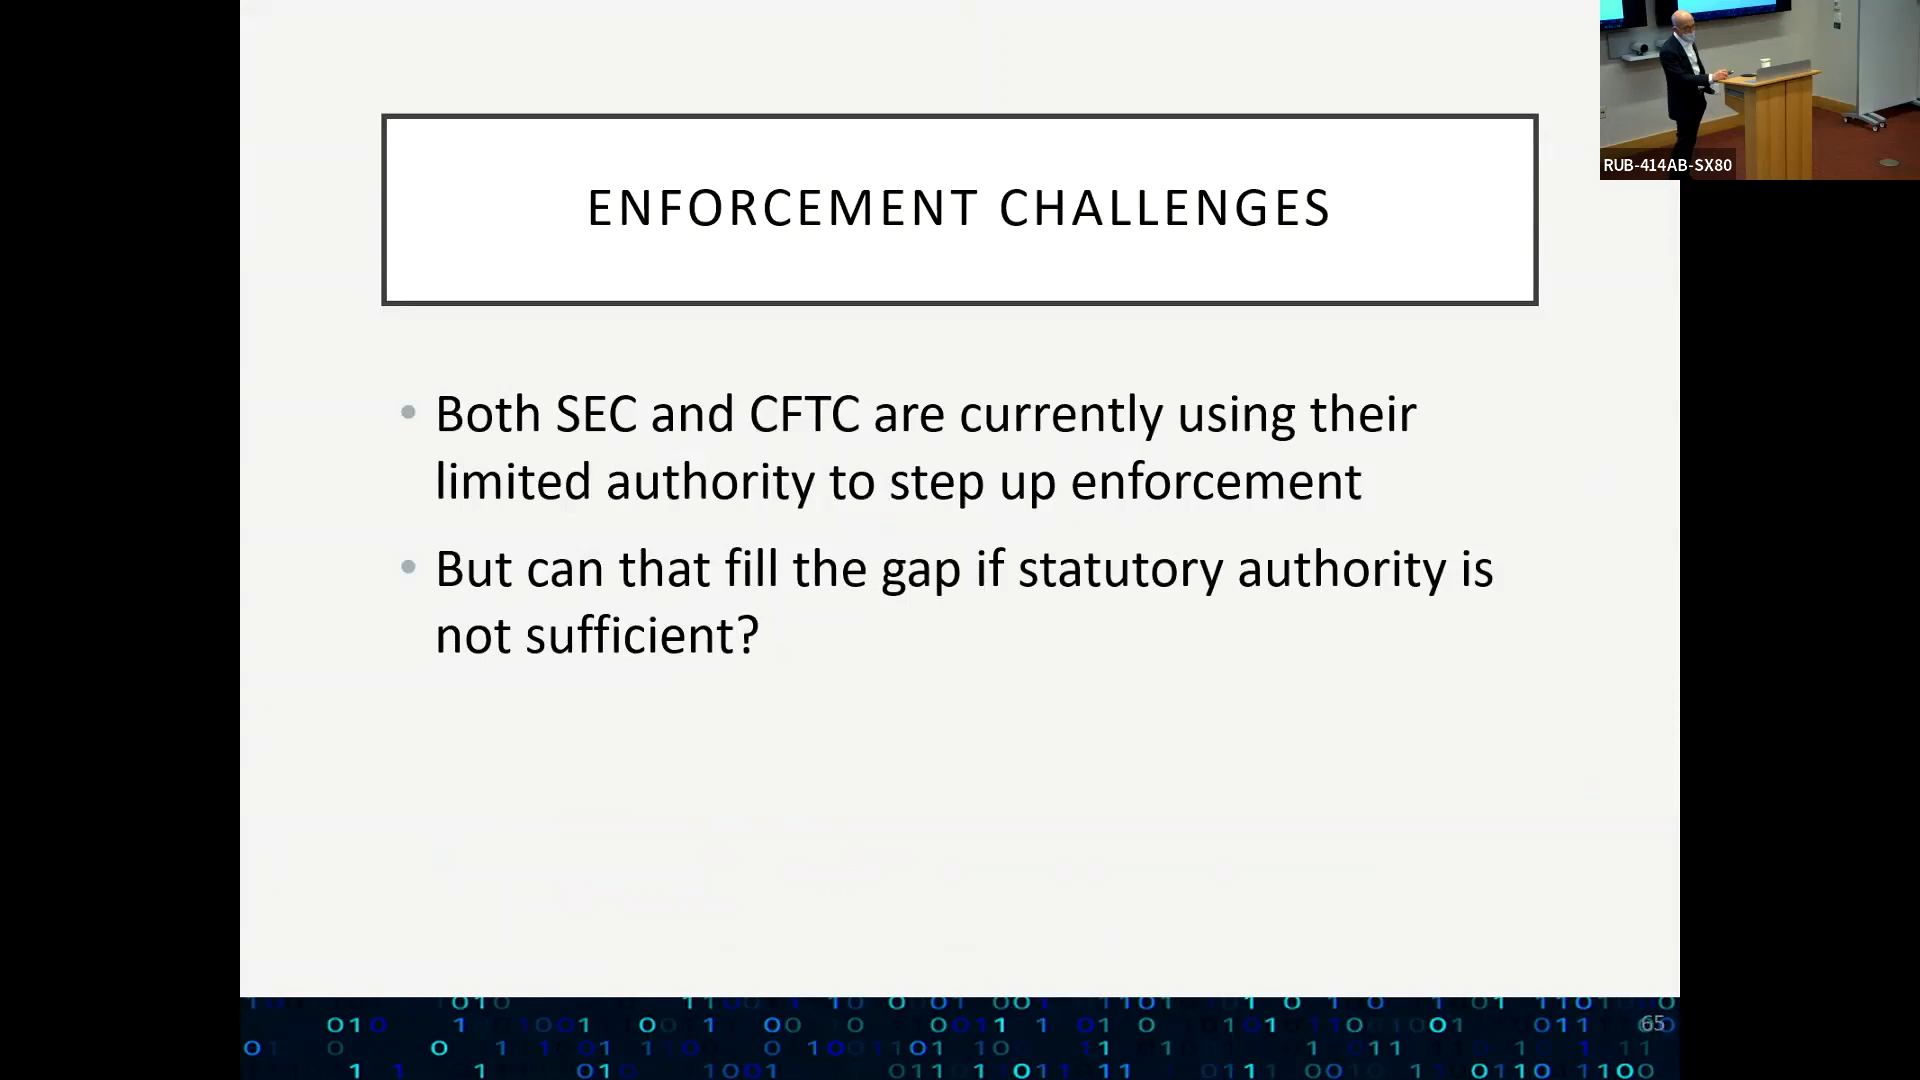 ENFORCEMENT CHALLENGES
RUB-414AB-SX80
• Both SEC and CFTC are currently using their
limited authority to step up enforcement
• But can that fill the gap if statutory authority is
not sufficient?
65